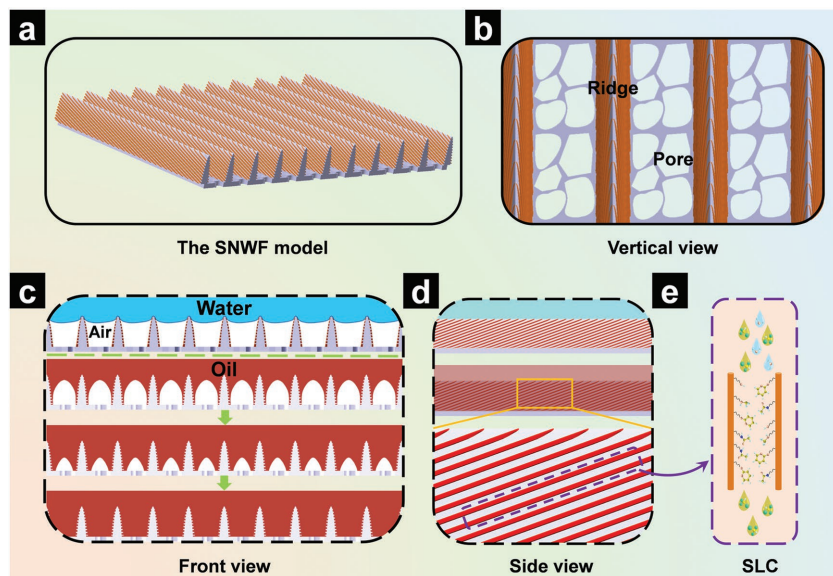 a
b
Ridge
Pore
The SNWF model
Vertical view
c
d
e
Water
Air
Oil
Front view
Side view
SLC